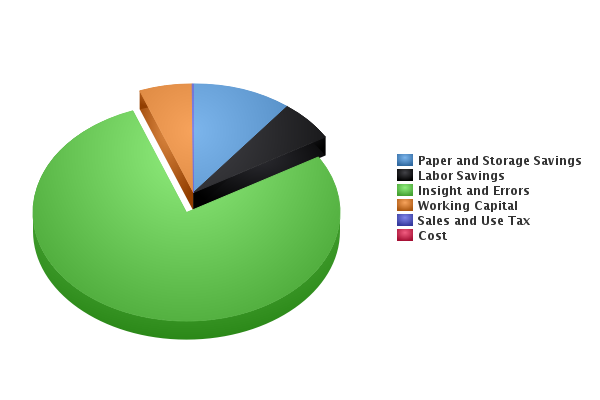 Paper and Storage Savings
Labor Savings
Insight and Errors
Working Capital
Sales and Use Tax
Cost